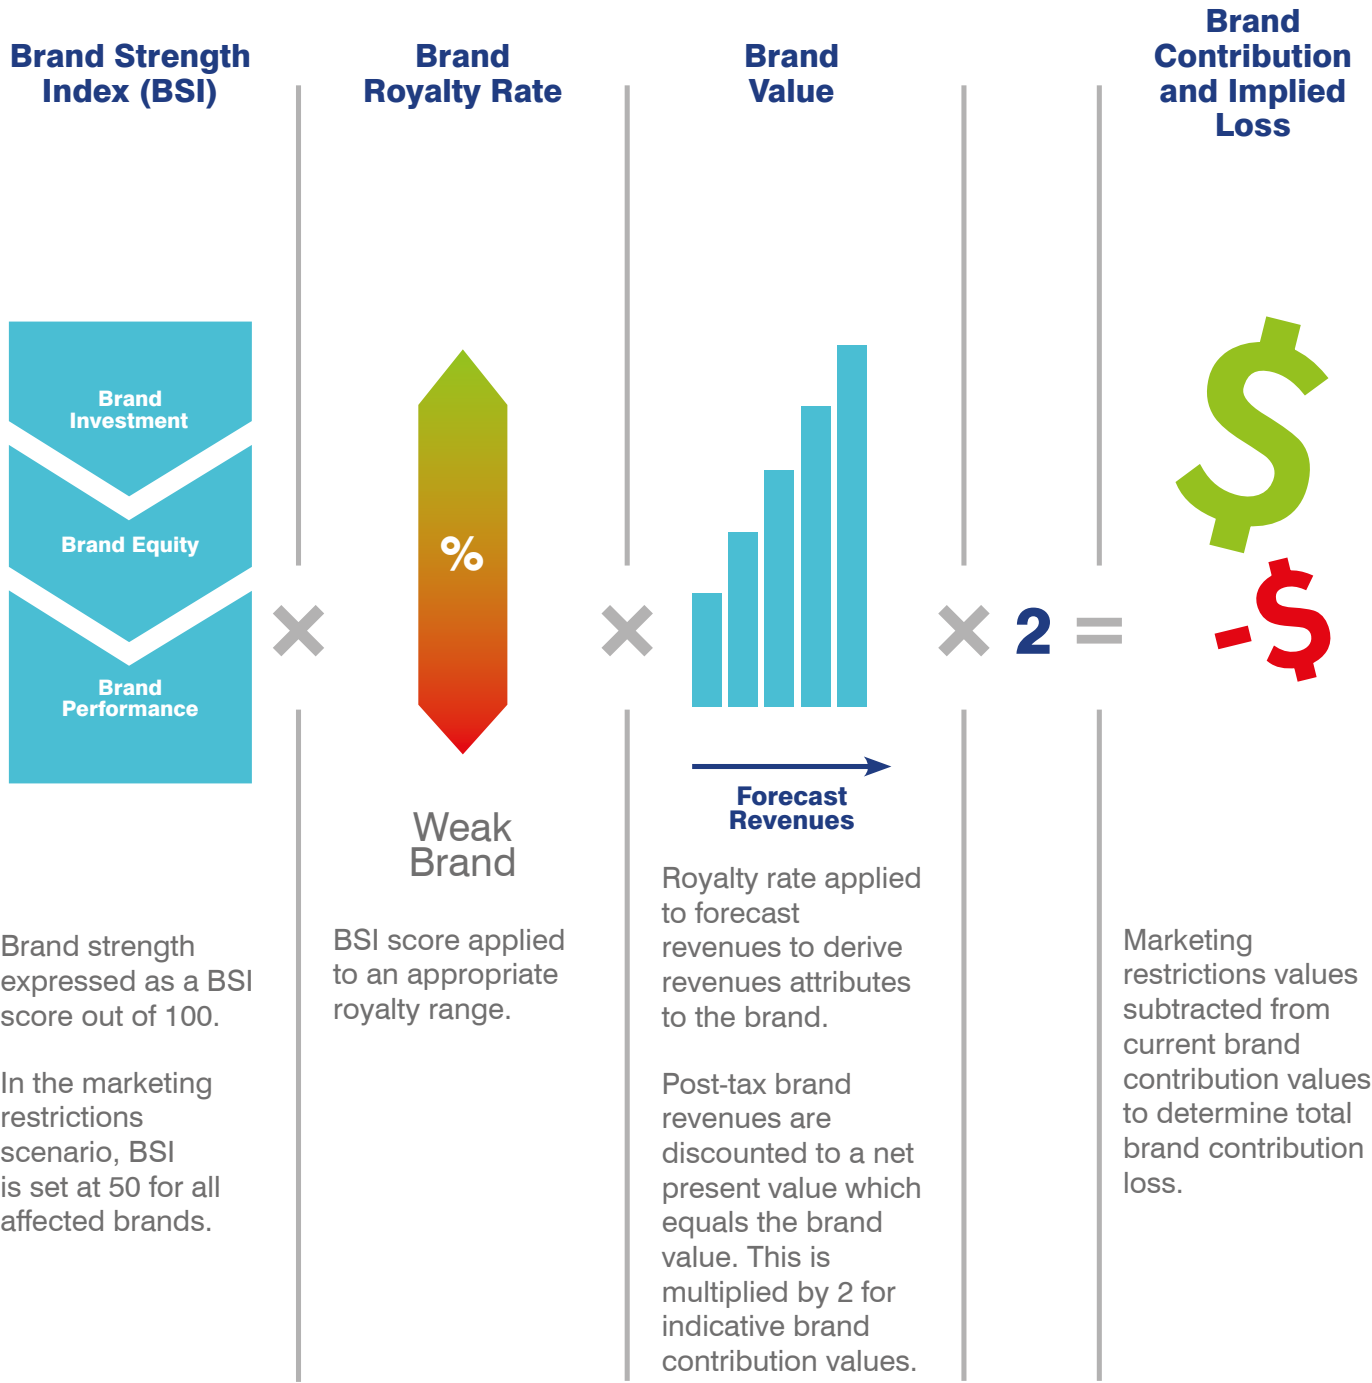 Brand Strength
Index (BSI)
Brand
Investment
Brand Equity
Brand
Performance
Brand strength
expressed as a BSI
score out of 100.
In the marketing
restrictions
scenario, BSI
is set at 50 for all
affected brands.
×
Brand
Royalty Rate
%
Weak
Brand
BSI score applied
to an appropriate
royalty range.
×
Brand
Value
Forecast
Revenues
Royalty rate applied
to forecast
revenues to derive
revenues attributes
to the brand.
Post-tax brand
revenues are
discounted to a net
present value which
equals the brand
value. This is
multiplied by 2 for
indicative brand
contribution values.
× 2 =
Brand
Contribution
and Implied
Loss
$
-$
Marketing
restrictions values
subtracted from
current brand
contribution values
to determine total
brand contribution
loss.